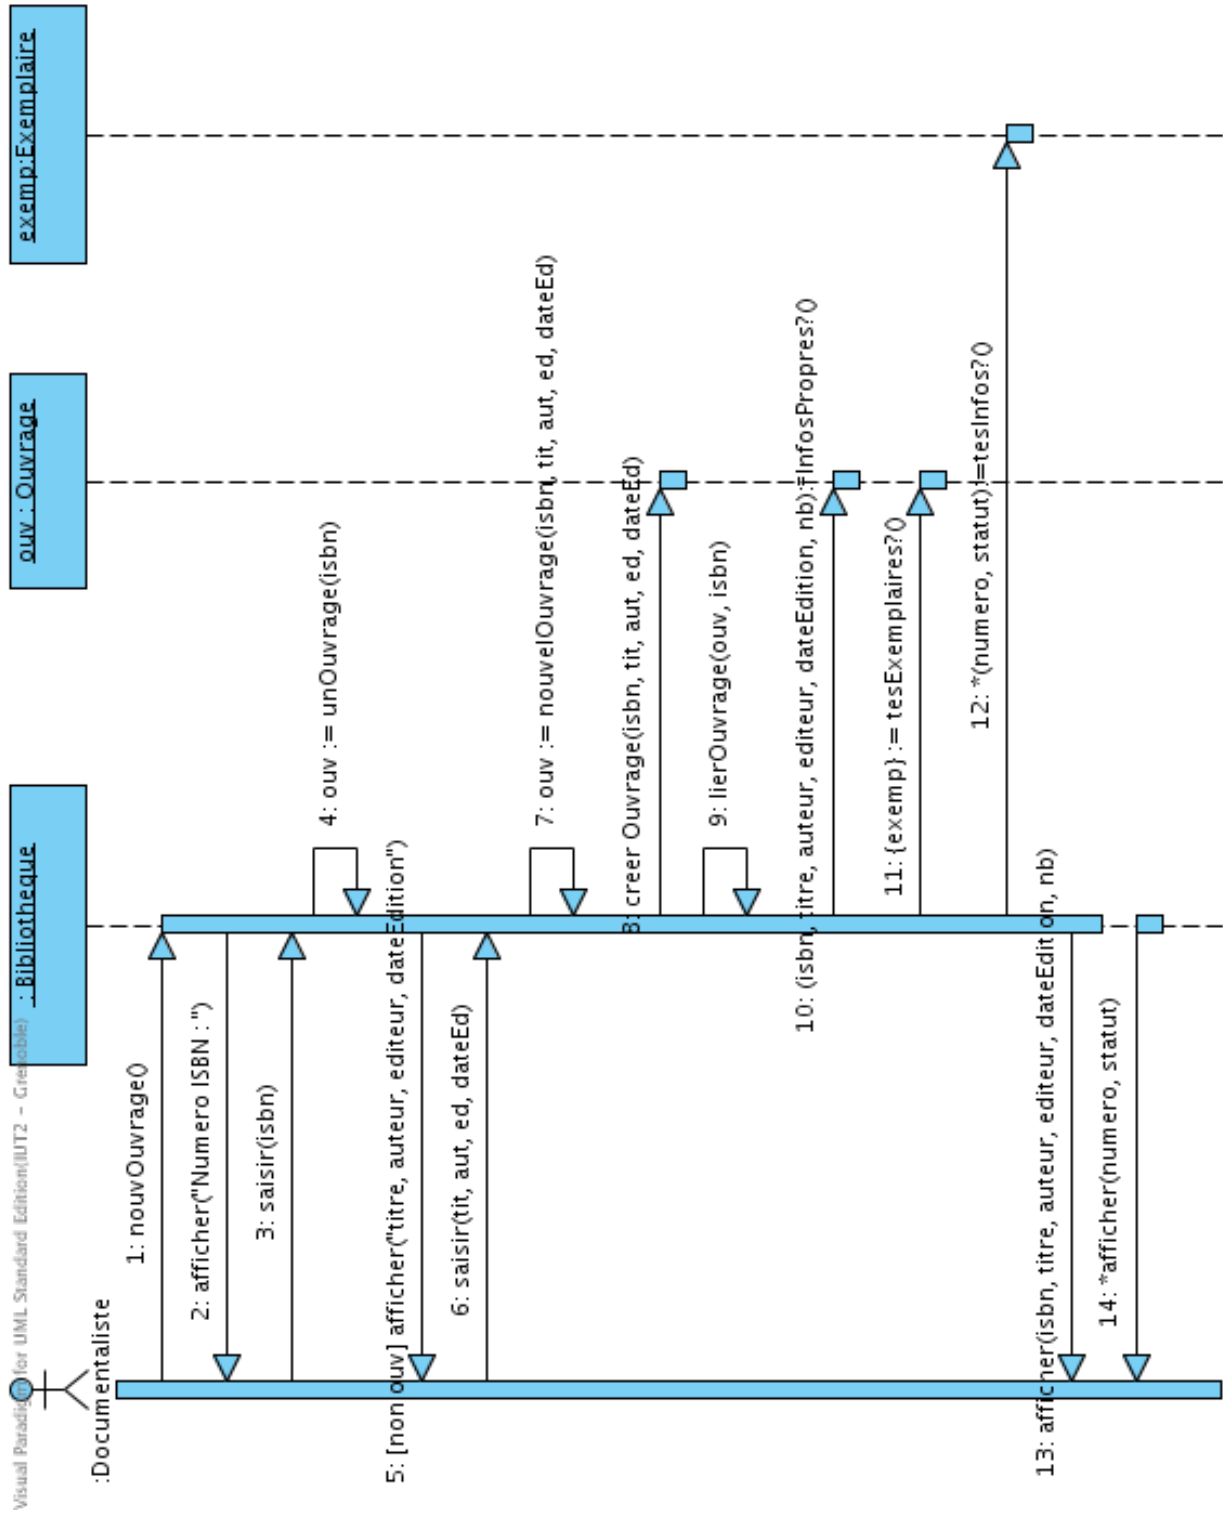 Visual Paradigm for UML Standard Edition(IUT2 - Grenoble)
:Documentaliste
: Bibliotheque
ouv : Ouvrage
exemp:Exemplaire
1: nouvOuvrage()
2: afficher("Numero ISBN : ")
3: saisir(isbn)
4: ouv := unOuvrage(isbn)
5: [non ouv] afficher("titre, auteur, editeur, dateEdition")
6: saisir(tit, aut, ed, dateEd)
7: ouv := nouvelOuvrage(isbn, tit, aut, ed, dateEd)
8: creer Ouvrage(isbn, tit, aut, ed, dateEd)
9: lierOuvrage(ouv, isbn)
10: (isbn, titre, auteur, editeur, dateEdition, nb):=InfosPropres?()
11: {exemp} := tesExemplaires?()
12: *(numero, statut):=tesInfos?()
13: afficher(isbn, titre, auteur, editeur, dateEdition, nb)
14: *afficher(numero, statut)